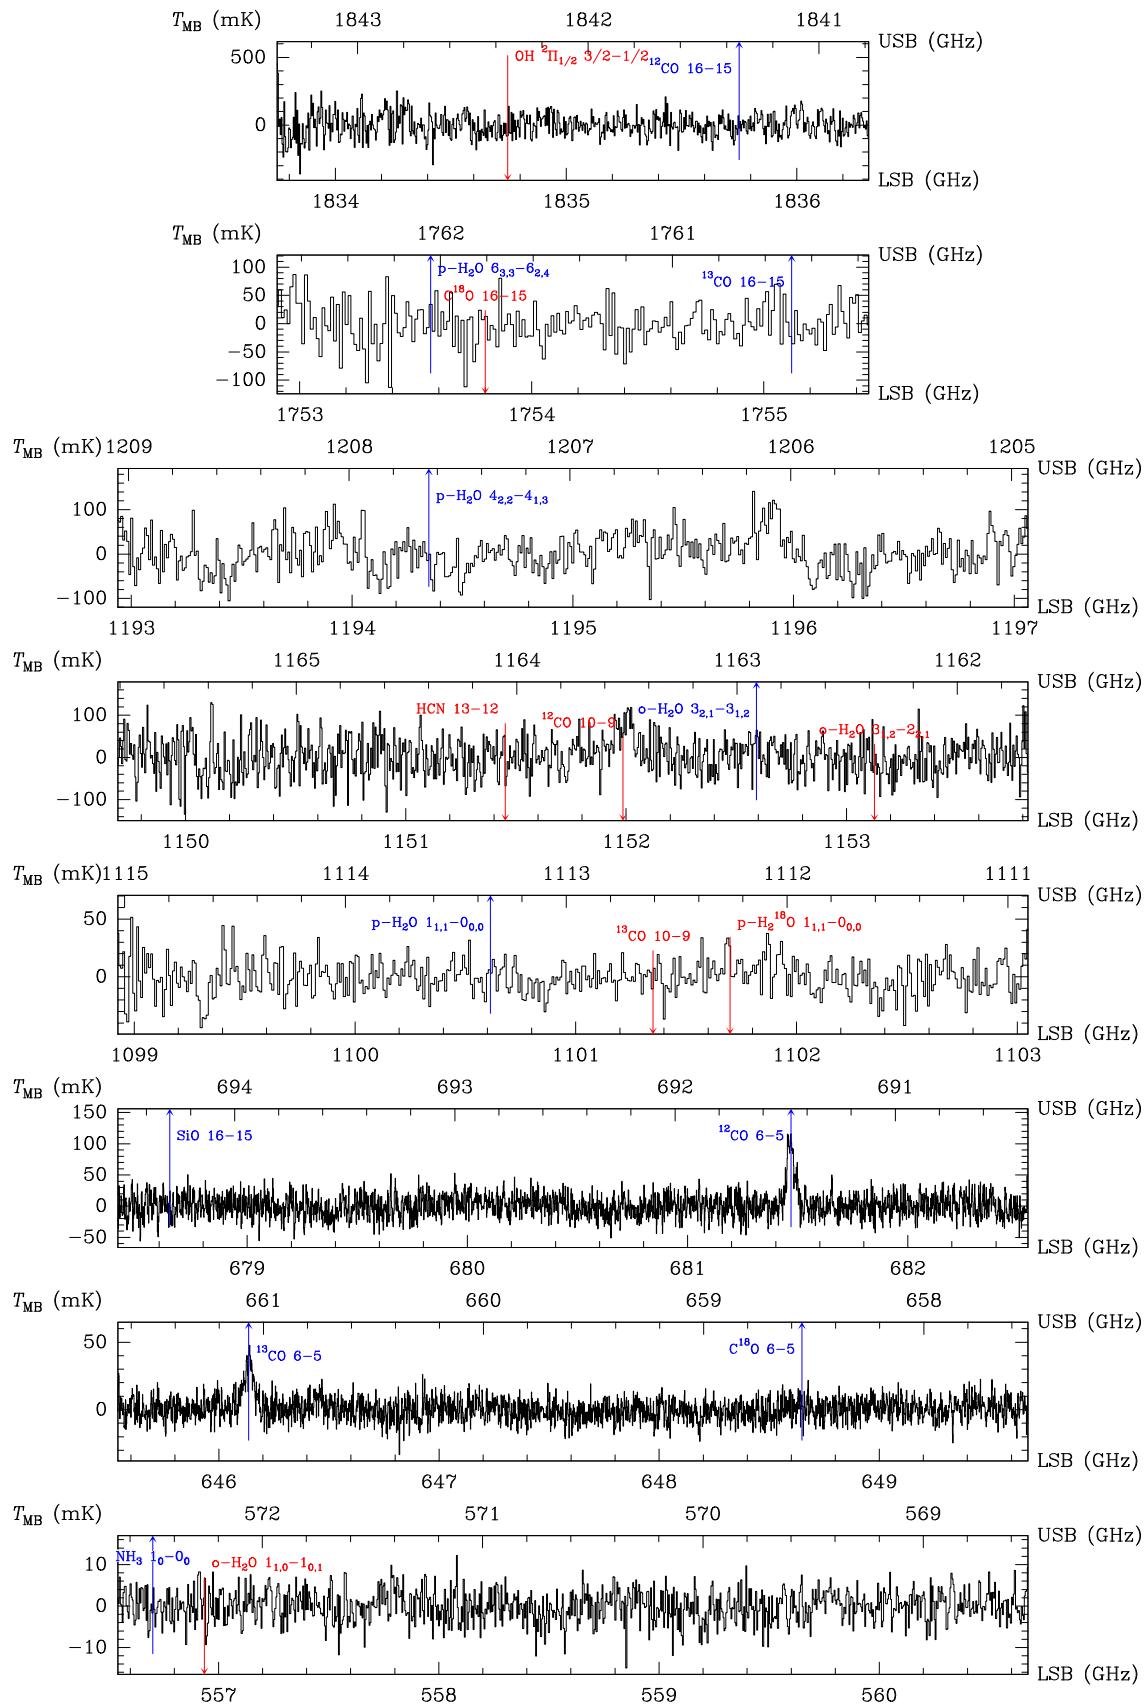 T_MB (mK) 1843 1842 1841 USB (GHz)
OH ²Π₁/₂ 3/2−1/2 ¹²CO 16−15
500
0
LSB (GHz)
1834 1835 1836
T_MB (mK) 1762 1761 USB (GHz)
100
p−H₂O 6₃,₃−6₂,₄ ¹³CO 16−15
50
C¹⁸O 16−15
0
−50
−100
LSB (GHz)
1753 1754 1755
T_MB (mK) 1209 1208 1207 1206 1205 USB (GHz)
p−H₂O 4₂,₂−4₁,₃
100
0
−100
LSB (GHz)
1193 1194 1195 1196 1197
T_MB (mK) 1165 1164 1163 1162 USB (GHz)
HCN 13−12 o−H₂O 3₂,₁−3₁,₂
100
¹²CO 10−9 o−H₂O 3₁,₂−2₂,₁
0
−100
LSB (GHz)
1150 1151 1152 1153
T_MB (mK) 1115 1114 1113 1112 1111 USB (GHz)
50
p−H₂O 1₁,₁−0₀,₀ ¹³CO 10−9 p−H₂¹⁸O 1₁,₁−0₀,₀
0
LSB (GHz)
1099 1100 1101 1102 1103
T_MB (mK) 694 693 692 691 USB (GHz)
150
SiO 16−15 ¹²CO 6−5
100
50
0
−50
LSB (GHz)
679 680 681 682
T_MB (mK) 661 660 659 658 USB (GHz)
50
¹³CO 6−5 C¹⁸O 6−5
0
LSB (GHz)
646 647 648 649
T_MB (mK) 572 571 570 569 USB (GHz)
NH₃ 1₀−0₀ o−H₂O 1₁,₀−1₀,₁
10
0
−10
LSB (GHz)
557 558 559 560